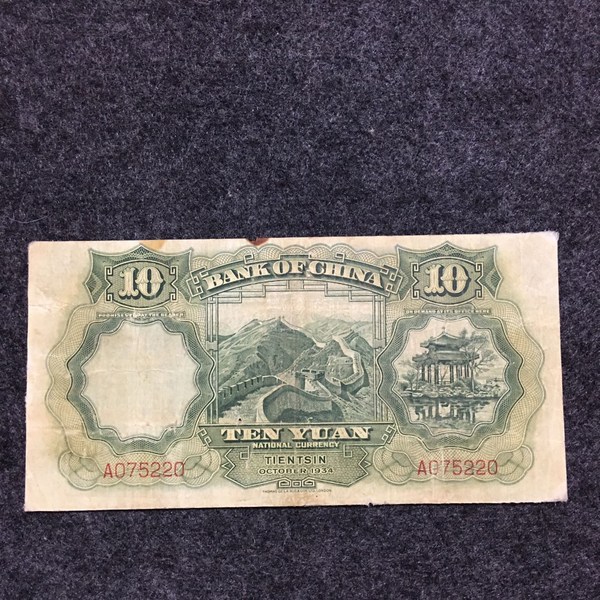 10
BANK OF CHINA
10
PROMISES TO PAY THE BEARER
ON DEMAND AT ITS OFFICE HERE
TEN YUAN
NATIONAL CURRENCY
TIENTSIN
A075220
A075220
OCTOBER 1934